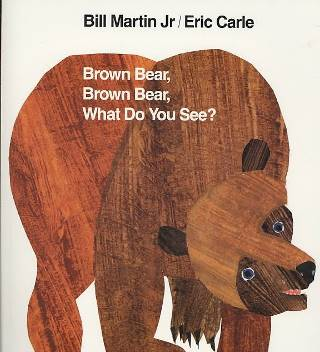 Bill Martin Jr / Eric Carle
Brown Bear,
Brown Bear,
What Do You See?